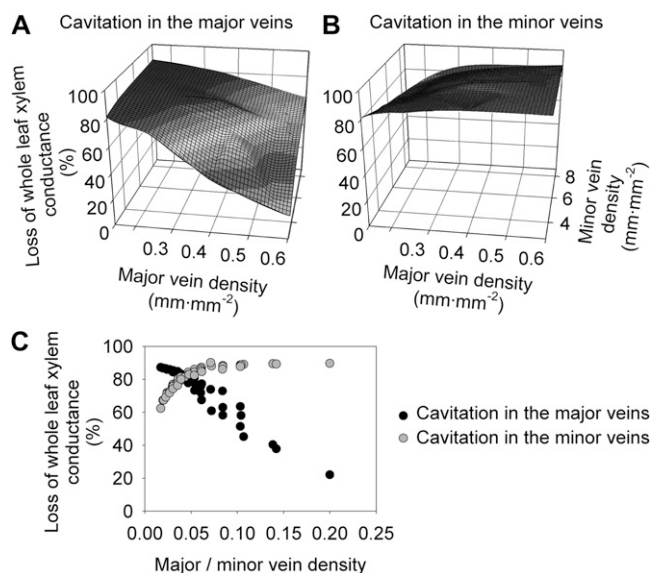 A Cavitation in the major veins
B Cavitation in the minor veins
Loss of whole leaf xylem
conductance
(%)
100
80
60
40
20
0
0.3
0.4
0.5
0.6
Major vein density
(mm·mm⁻²)
100
80
60
40
20
0
0.3
0.4
0.5
0.6
Major vein density
(mm·mm⁻²)
8
6
4
Minor vein
density
(mm·mm⁻²)
C
Loss of whole leaf xylem
conductance
(%)
100
80
60
40
20
0
0.00 0.05 0.10 0.15 0.20 0.25
Major / minor vein density
Cavitation in the major veins
Cavitation in the minor veins